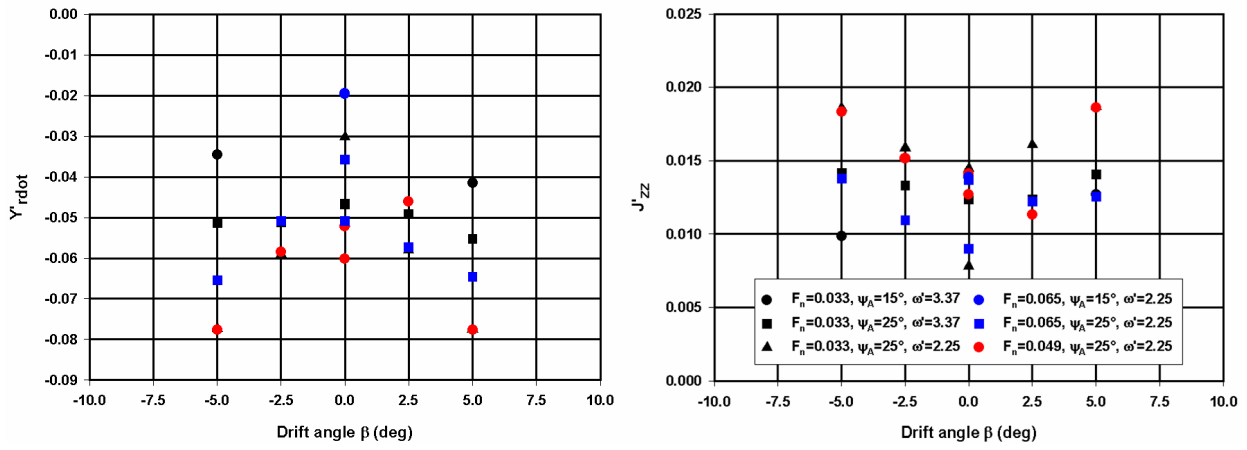 0.00
-0.01
-0.02
-0.03
-0.04
-0.05
-0.06
-0.07
-0.08
-0.09
Y'rdot
-10.0 -7.5 -5.0 -2.5 0.0 2.5 5.0 7.5 10.0
Drift angle β (deg)
0.025
0.020
0.015
0.010
0.005
0.000
J'ZZ
Fn=0.033, ψA=15°, ω'=3.37
Fn=0.033, ψA=25°, ω'=3.37
Fn=0.033, ψA=25°, ω'=2.25
Fn=0.065, ψA=15°, ω'=2.25
Fn=0.065, ψA=25°, ω'=2.25
Fn=0.049, ψA=25°, ω'=2.25
-10.0 -7.5 -5.0 -2.5 0.0 2.5 5.0 7.5 10.0
Drift angle β (deg)